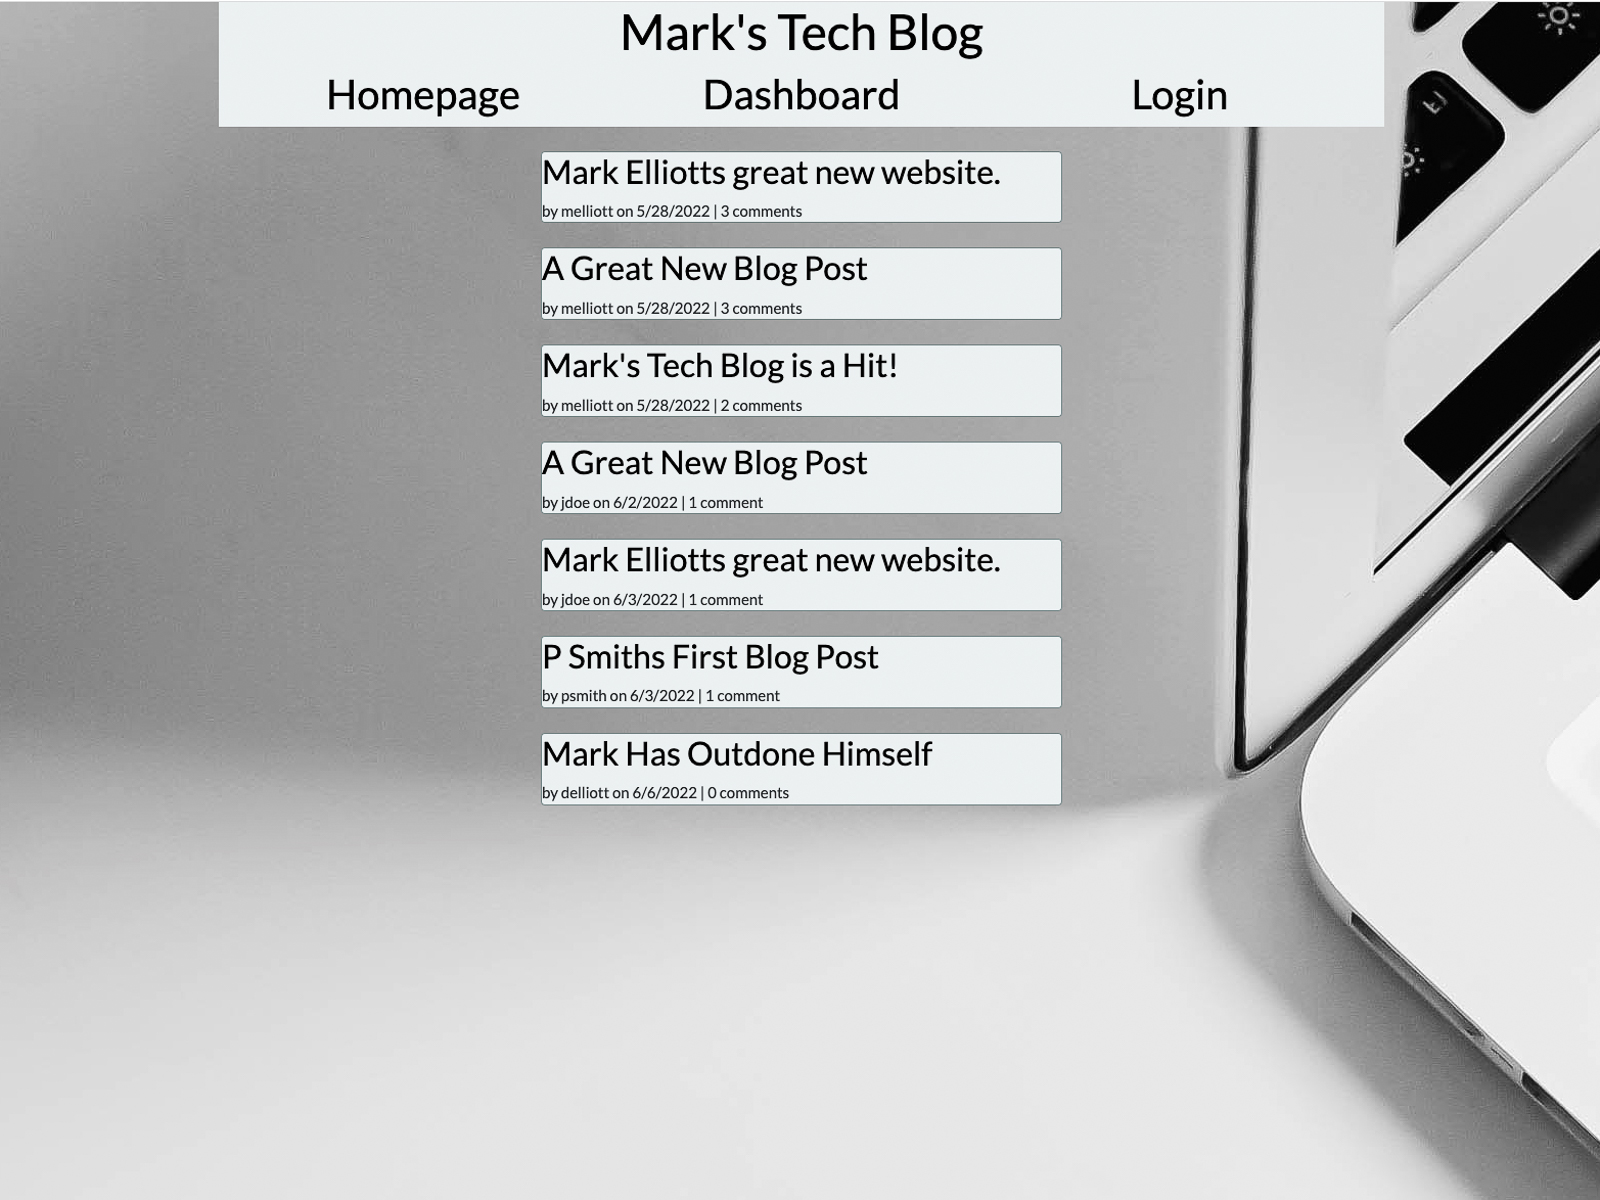 Mark's Tech Blog
Homepage Dashboard Login
Mark Elliotts great new website.
by melliott on 5/28/2022 | 3 comments
A Great New Blog Post
by melliott on 5/28/2022 | 3 comments
Mark's Tech Blog is a Hit!
by melliott on 5/28/2022 | 2 comments
A Great New Blog Post
by jdoe on 6/2/2022 | 1 comment
Mark Elliotts great new website.
by jdoe on 6/3/2022 | 1 comment
P Smiths First Blog Post
by psmith on 6/3/2022 | 1 comment
Mark Has Outdone Himself
by delliott on 6/6/2022 | 0 comments